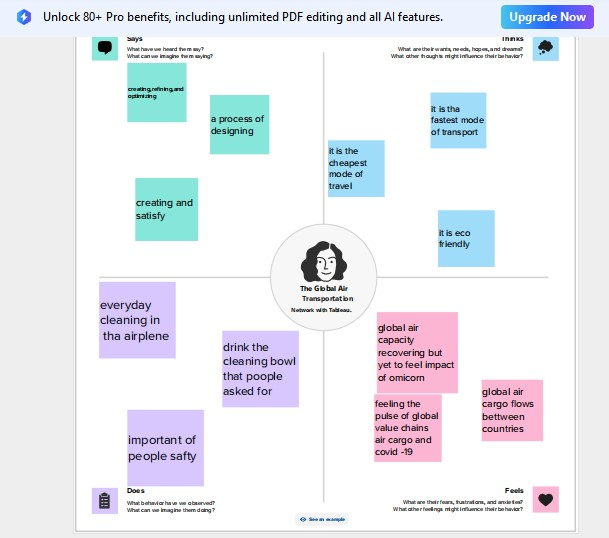 Unlock 80+ Pro benefits, including unlimited PDF editing and all AI features.
Upgrade Now
Says
What have we heard them say?
What can we imagine them saying?
Thinks
What are their wants, needs, hopes, and dreams?
What other thoughts might influence their behavior?
creating,refining,and
optimizing
a process of
designing
creating and
satisfy
it is tha
fastest mode
of transport
it is the
cheapest
mode of
travel
it is eco
friendly
The Global Air
Transportation
Network with Tableau.
everyday
cleaning in
tha airplene
drink the
cleaning bowl
that poople
asked for
important of
people safty
global air
capacity
recovering but
yet to feel impact
of omicorn
feeling the
pulse of global
value chains
air cargo and
covid -19
global air
cargo flows
bettween
countries
Does
What behavior have we observed?
What can we imagine them doing?
Feels
What are their fears, frustrations, and anxieties?
What other feelings might influence their behavior?
See an example